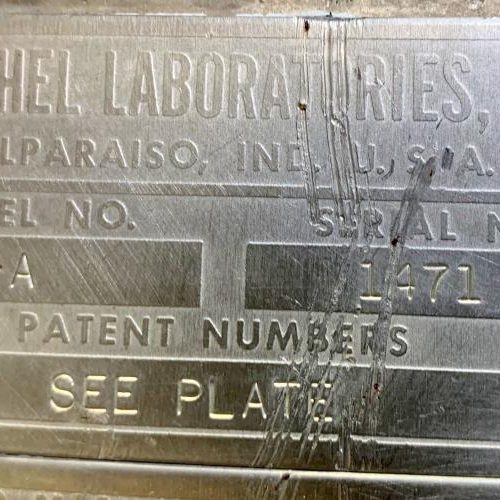 HEL LABORATORIES,
LPARAISO, IND. U.S.A.
EL NO. SERIAL N
-A 1471
PATENT NUMBERS
SEE PLATE